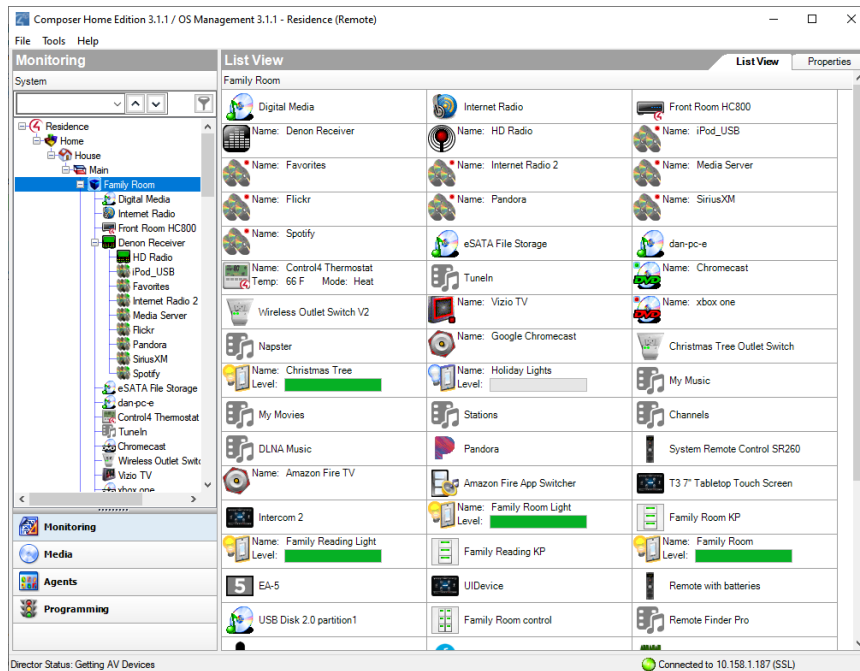 Composer Home Edition 3.1.1 / OS Management 3.1.1 - Residence (Remote)
File Tools Help
Monitoring
System
Residence
Home
House
Main
Family Room
Digital Media
Internet Radio
Front Room HC800
Denon Receiver
HD Radio
iPod_USB
Favorites
Internet Radio 2
Media Server
Flickr
Pandora
SiriusXM
Spotify
eSATA File Storage
dan-pc-e
Control4 Thermostat
TuneIn
Chromecast
Wireless Outlet Switc
Vizio TV
xbox one
Monitoring
Media
Agents
Programming
List View
List View Properties
Family Room
Digital Media Internet Radio Front Room HC800
Name: Denon Receiver Name: HD Radio Name: iPod_USB
Name: Favorites Name: Internet Radio 2 Name: Media Server
Name: Flickr Name: Pandora Name: SiriusXM
Name: Spotify eSATA File Storage dan-pc-e
Name: Control4 Thermostat TuneIn Name: Chromecast
Temp: 66 F Mode: Heat
Wireless Outlet Switch V2 Name: Vizio TV Name: xbox one
Napster Name: Google Chromecast Christmas Tree Outlet Switch
Name: Christmas Tree Name: Holiday Lights My Music
Level: Level:
My Movies Stations Channels
DLNA Music Pandora System Remote Control SR260
Name: Amazon Fire TV Amazon Fire App Switcher T3 7" Tabletop Touch Screen
Intercom 2 Name: Family Room Light Family Room KP
Level:
Name: Family Reading Light Family Reading KP Name: Family Room
Level: Level:
5 EA-5 UIDevice Remote with batteries
USB Disk 2.0 partition1 Family Room control Remote Finder Pro
Director Status: Getting AV Devices Connected to 10.158.1.187 (SSL)